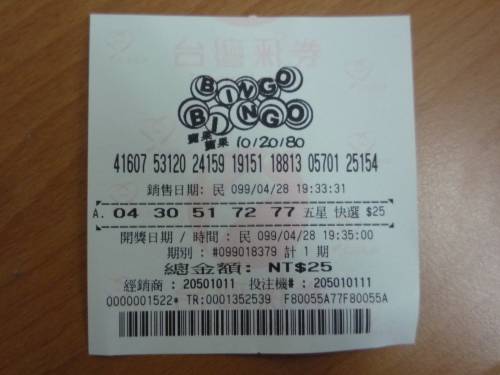 BINGO
BINGO
賓果
賓果 10/20/80
41607 53120 24159 19151 18813 05701 25154
銷售日期: 民 099/04/28 19:33:31
A. 04 30 51 72 77 五星 快選 $25
開獎日期 / 時間 : 民 099/04/28 19:35:00
期別 : #099018379 計 1 期
總金額: NT$25
經銷商 : 20501011 投注機# : 205010111
0000001522* TR:0001352539 F80055A77F80055A